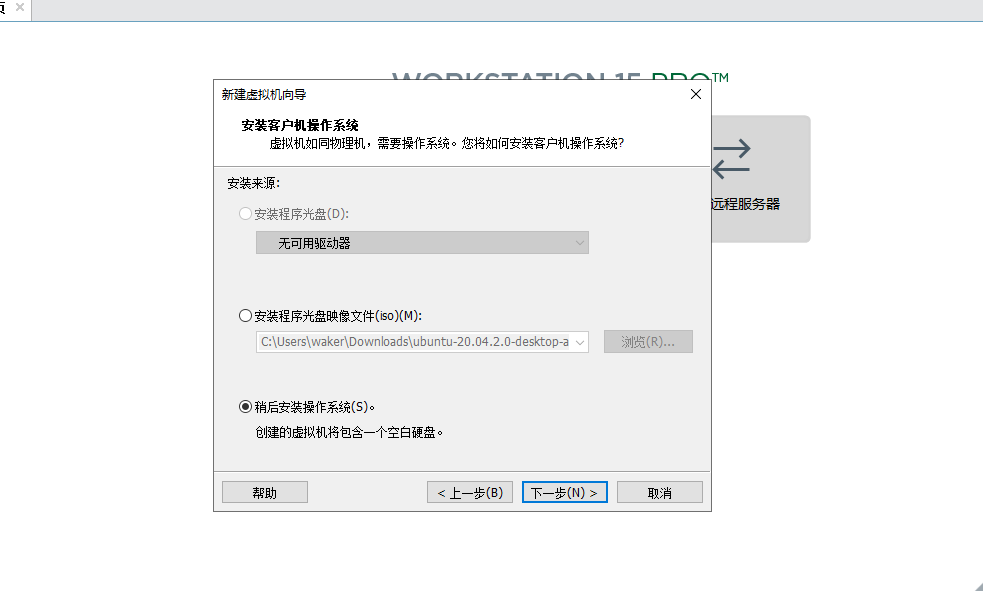 页
WORKSTATION 15 PRO™
新建虚拟机向导
安装客户机操作系统
虚拟机如同物理机，需要操作系统。您将如何安装客户机操作系统?
远程服务器
安装来源:
安装程序光盘(D):
无可用驱动器
安装程序光盘映像文件(iso)(M):
C:\Users\waker\Downloads\ubuntu-20.04.2.0-desktop-a
浏览(R)...
稍后安装操作系统(S)。
创建的虚拟机将包含一个空白硬盘。
帮助
< 上一步(B)
下一步(N) >
取消